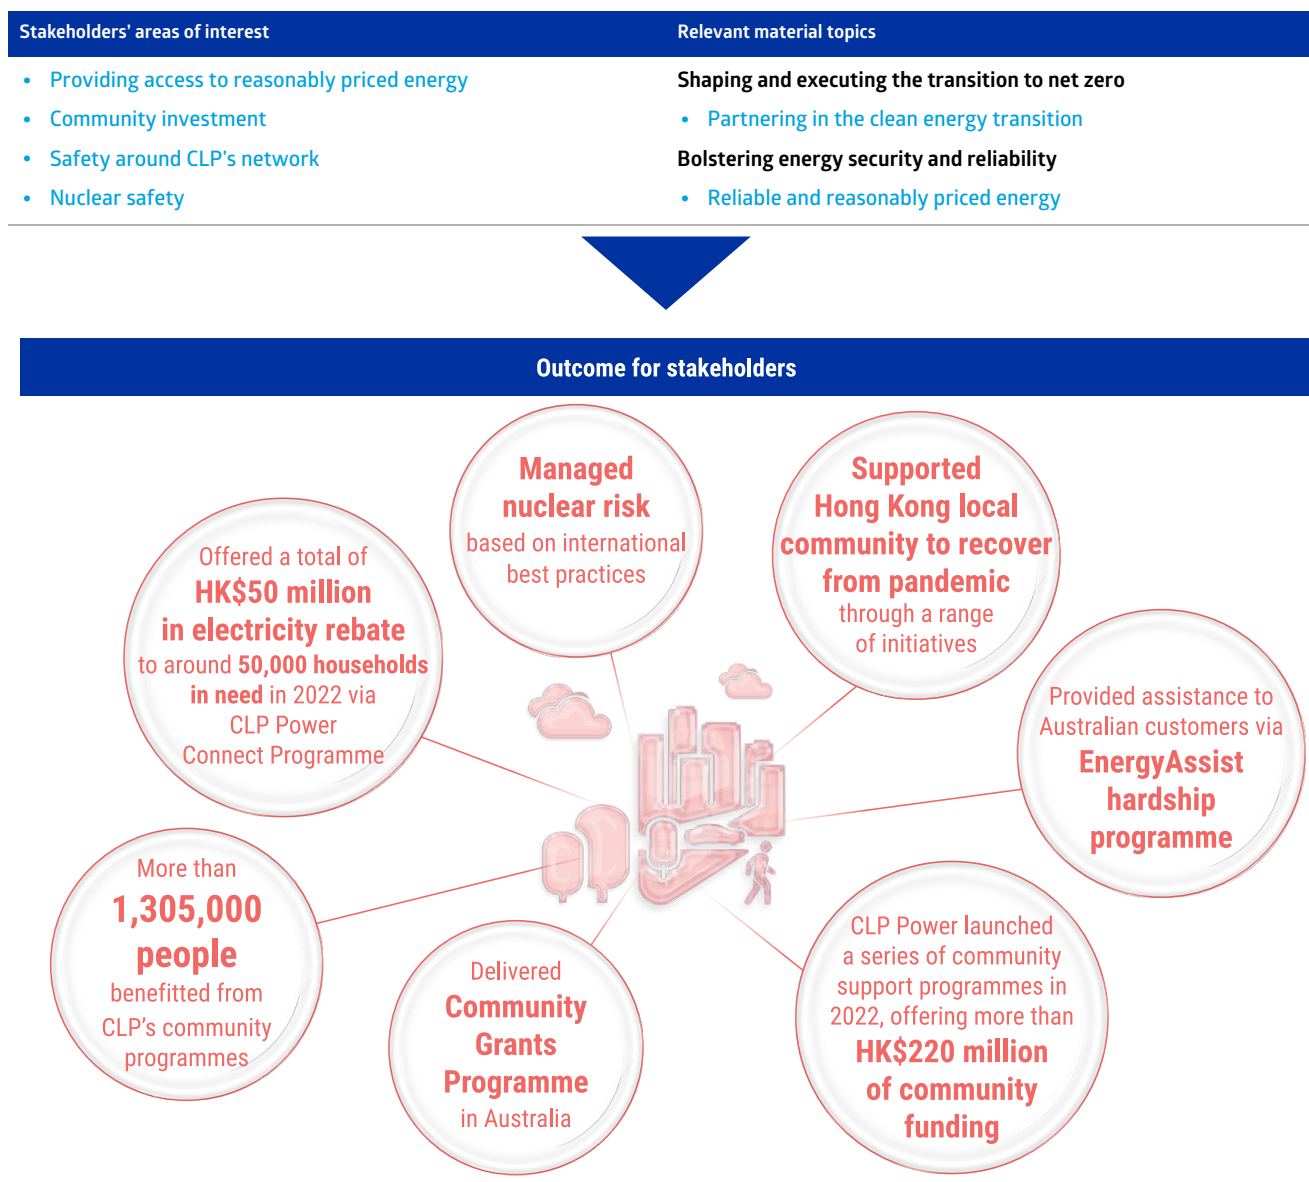 Stakeholders' areas of interest
Relevant material topics
• Providing access to reasonably priced energy
• Community investment
• Safety around CLP's network
• Nuclear safety
Shaping and executing the transition to net zero
• Partnering in the clean energy transition
Bolstering energy security and reliability
• Reliable and reasonably priced energy
Outcome for stakeholders
Managed
nuclear risk
based on international
best practices
Supported
Hong Kong local
community to recover
from pandemic
through a range
of initiatives
Offered a total of
HK$50 million
in electricity rebate
to around 50,000 households
in need in 2022 via
CLP Power
Connect Programme
Provided assistance to
Australian customers via
EnergyAssist
hardship
programme
More than
1,305,000
people
benefitted from
CLP's community
programmes
Delivered
Community
Grants
Programme
in Australia
CLP Power launched
a series of community
support programmes in
2022, offering more than
HK$220 million
of community
funding